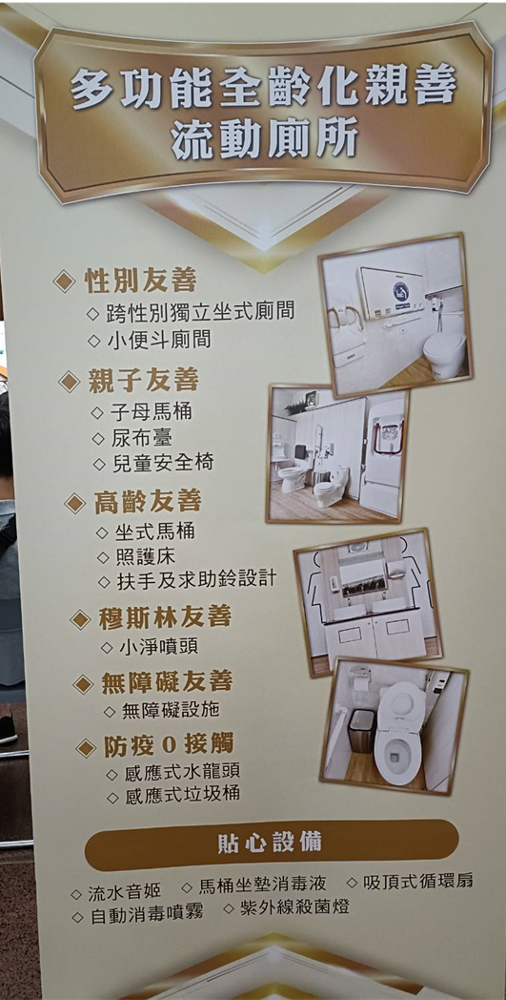 多功能全齡化親善
流動廁所
◈ 性別友善
◇ 跨性別獨立坐式廁間
◇ 小便斗廁間
◈ 親子友善
◇ 子母馬桶
◇ 尿布臺
◇ 兒童安全椅
◈ 高齡友善
◇ 坐式馬桶
◇ 照護床
◇ 扶手及求助鈴設計
◈ 穆斯林友善
◇ 小淨噴頭
◈ 無障礙友善
◇ 無障礙設施
◈ 防疫0接觸
◇ 感應式水龍頭
◇ 感應式垃圾桶
貼心設備
◇ 流水音姬 ◇ 馬桶坐墊消毒液 ◇ 吸頂式循環扇
◇ 自動消毒噴霧 ◇ 紫外線殺菌燈